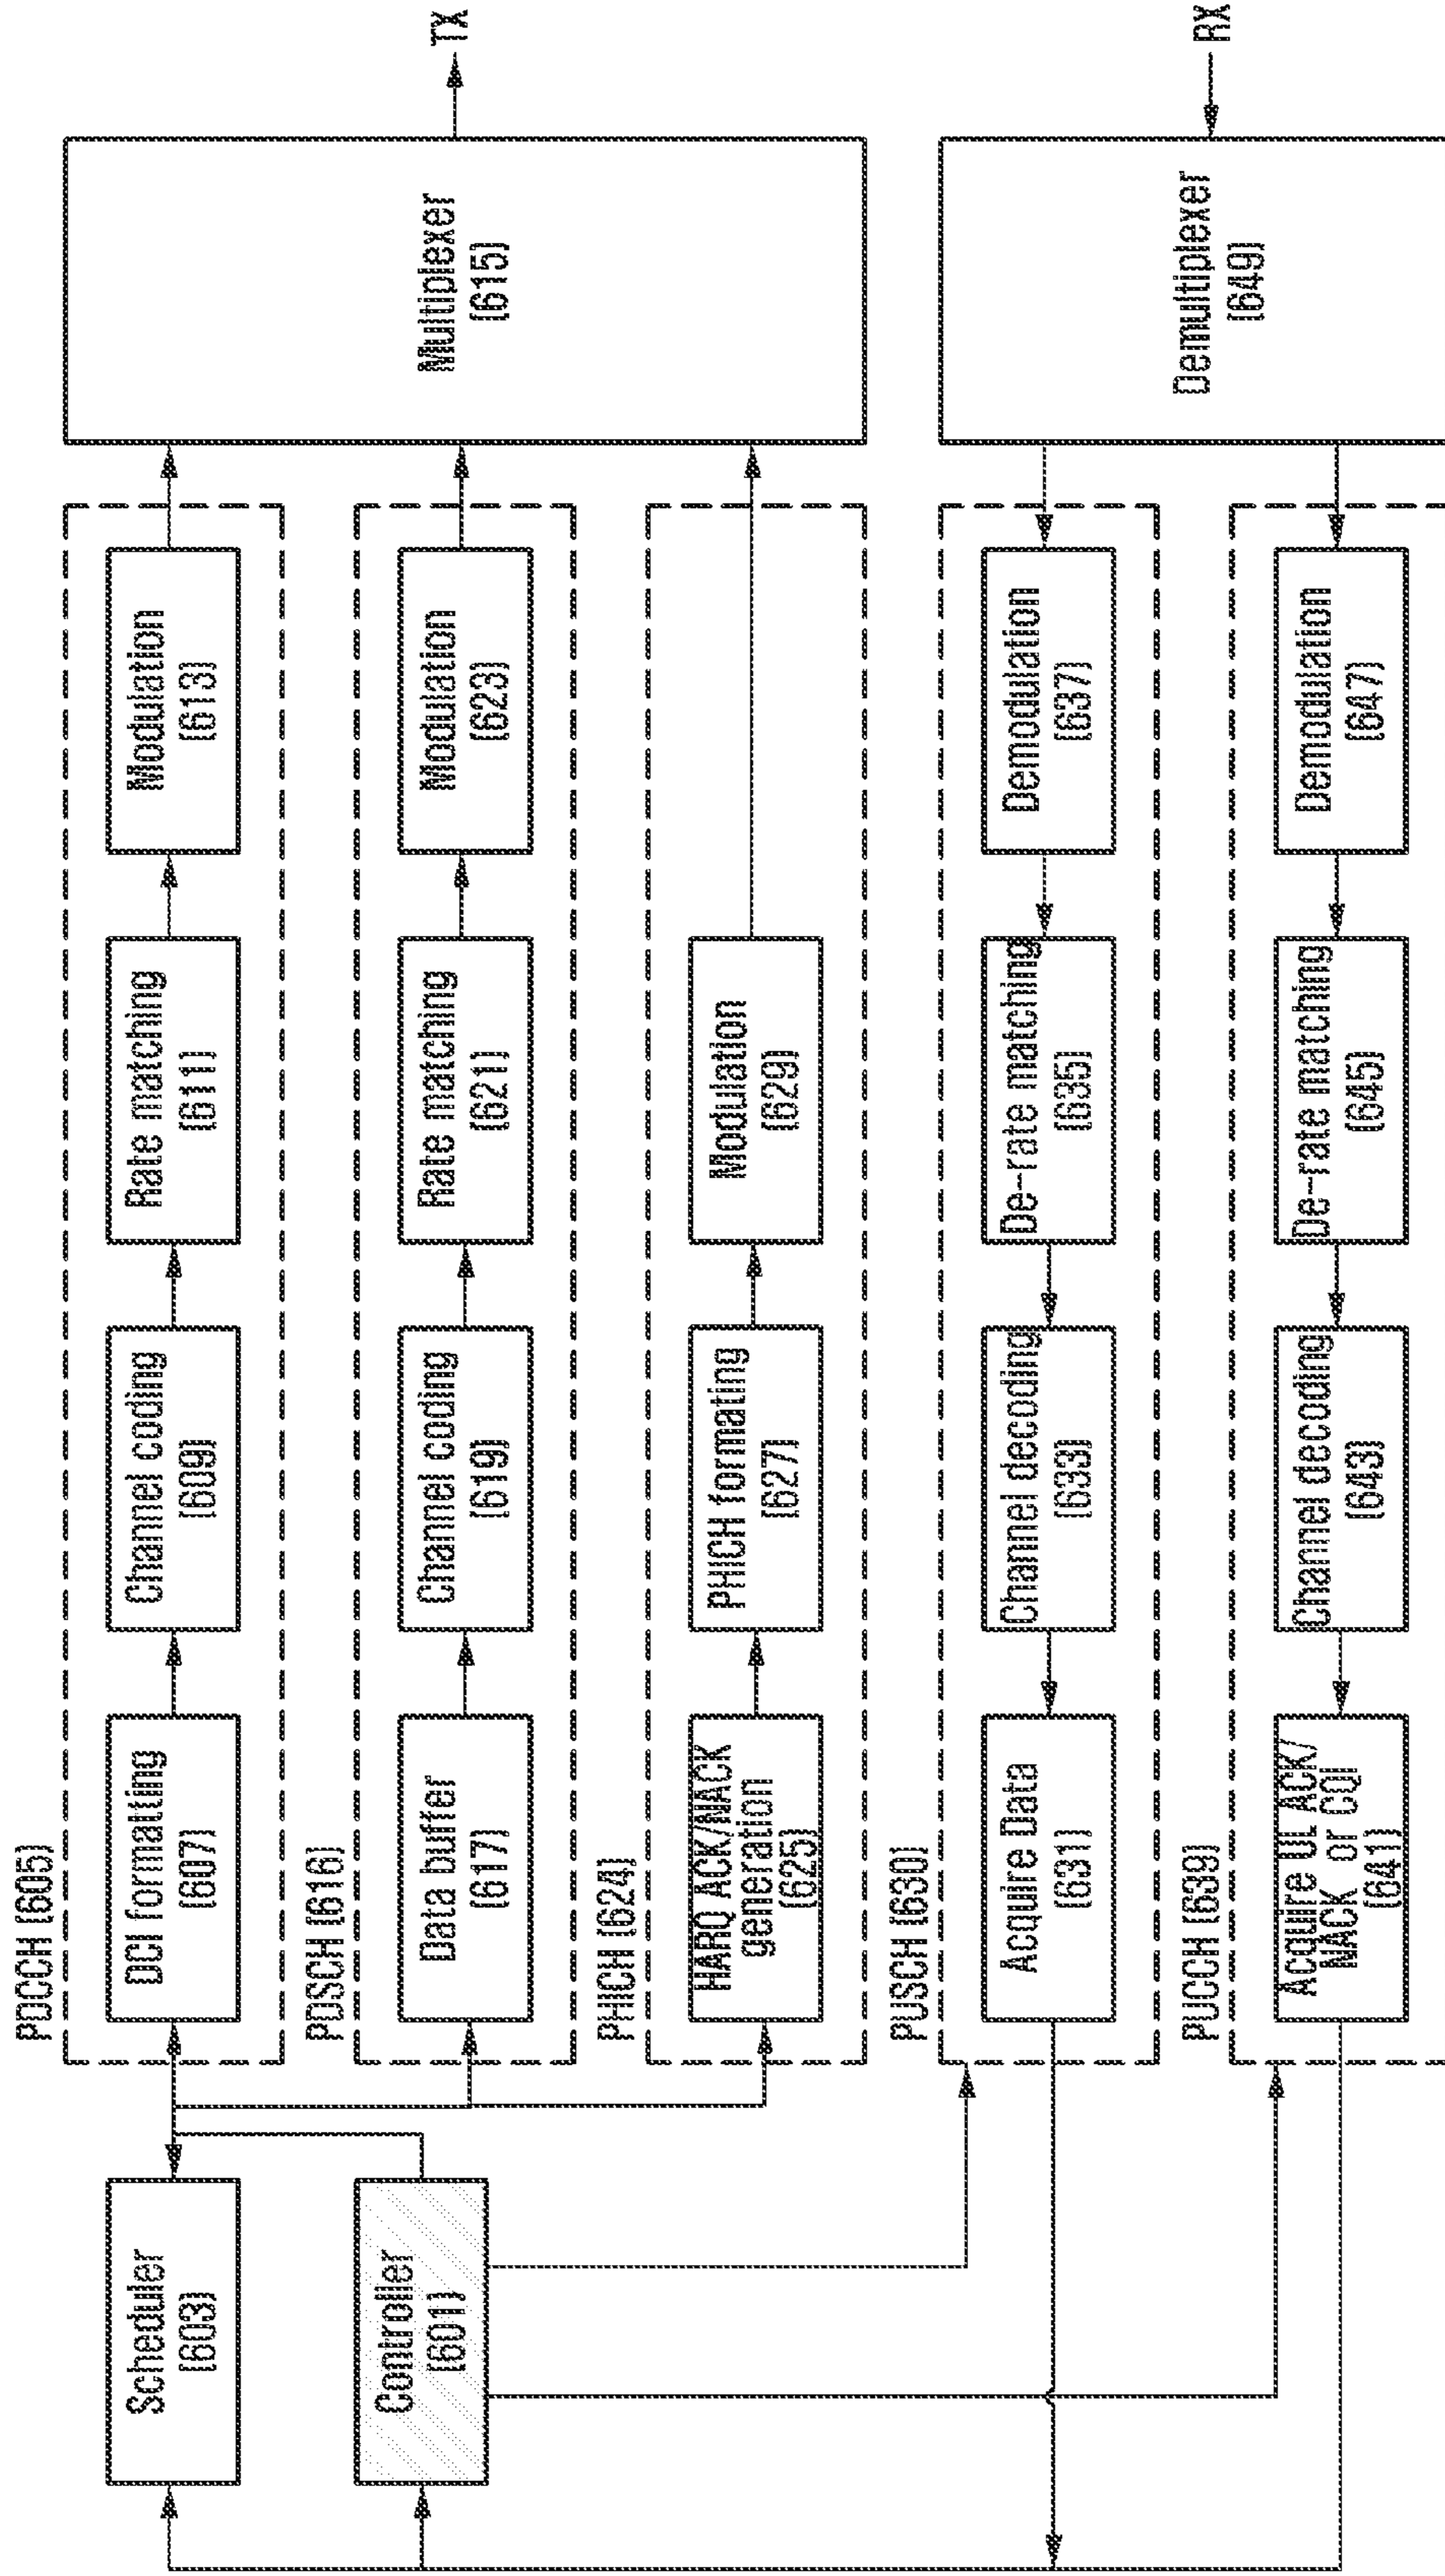 Scheduler
(603)
Controller
(601)
PDCCH (605)
DCI formatting
(607)
Channel coding
(609)
Rate matching
(611)
Modulation
(613)
PDSCH (616)
Data buffer
(617)
Channel coding
(619)
Rate matching
(621)
Modulation
(623)
PHICH (624)
HARQ ACK/NACK
generation
(625)
PHICH formating
(627)
Modulation
(629)
Multiplexer
(615)
TX
PUSCH (630)
Acquire Data
(631)
Channel decoding
(633)
De-rate matching
(635)
Demodulation
(637)
PUCCH (639)
Acquire UL ACK/
NACK or CQI
(641)
Channel decoding
(643)
De-rate matching
(645)
Demodulation
(647)
Demultiplexer
(649)
RX